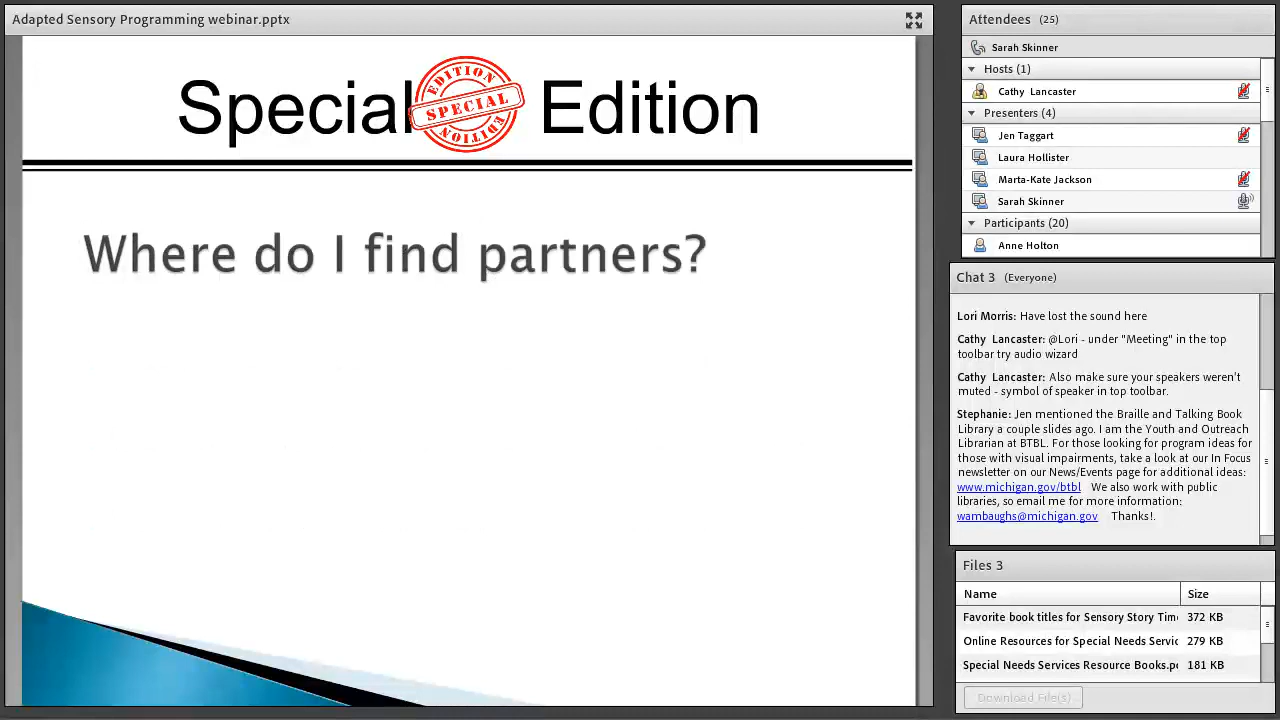 Adapted Sensory Programming webinar.pptx
Special Edition
EDITION
SPECIAL
EDITION
Where do I find partners?
Attendees (25)
Sarah Skinner
Hosts (1)
Cathy Lancaster
Presenters (4)
Jen Taggart
Laura Hollister
Marta-Kate Jackson
Sarah Skinner
Participants (20)
Anne Holton
Chat 3 (Everyone)
Lori Morris: Have lost the sound here
Cathy Lancaster: @Lori - under "Meeting" in the top
toolbar try audio wizard
Cathy Lancaster: Also make sure your speakers weren't
muted - symbol of speaker in top toolbar.
Stephanie: Jen mentioned the Braille and Talking Book
Library a couple slides ago. I am the Youth and Outreach
Librarian at BTBL. For those looking for program ideas for
those with visual impairments, take a look at our In Focus
newsletter on our News/Events page for additional ideas:
www.michigan.gov/btbl We also work with public
libraries, so email me for more information:
wambaughs@michigan.gov Thanks!.
Files 3
Name Size
Favorite book titles for Sensory Story Tim 372 KB
Online Resources for Special Needs Servic 279 KB
Special Needs Services Resource Books.p 181 KB
Download File(s)